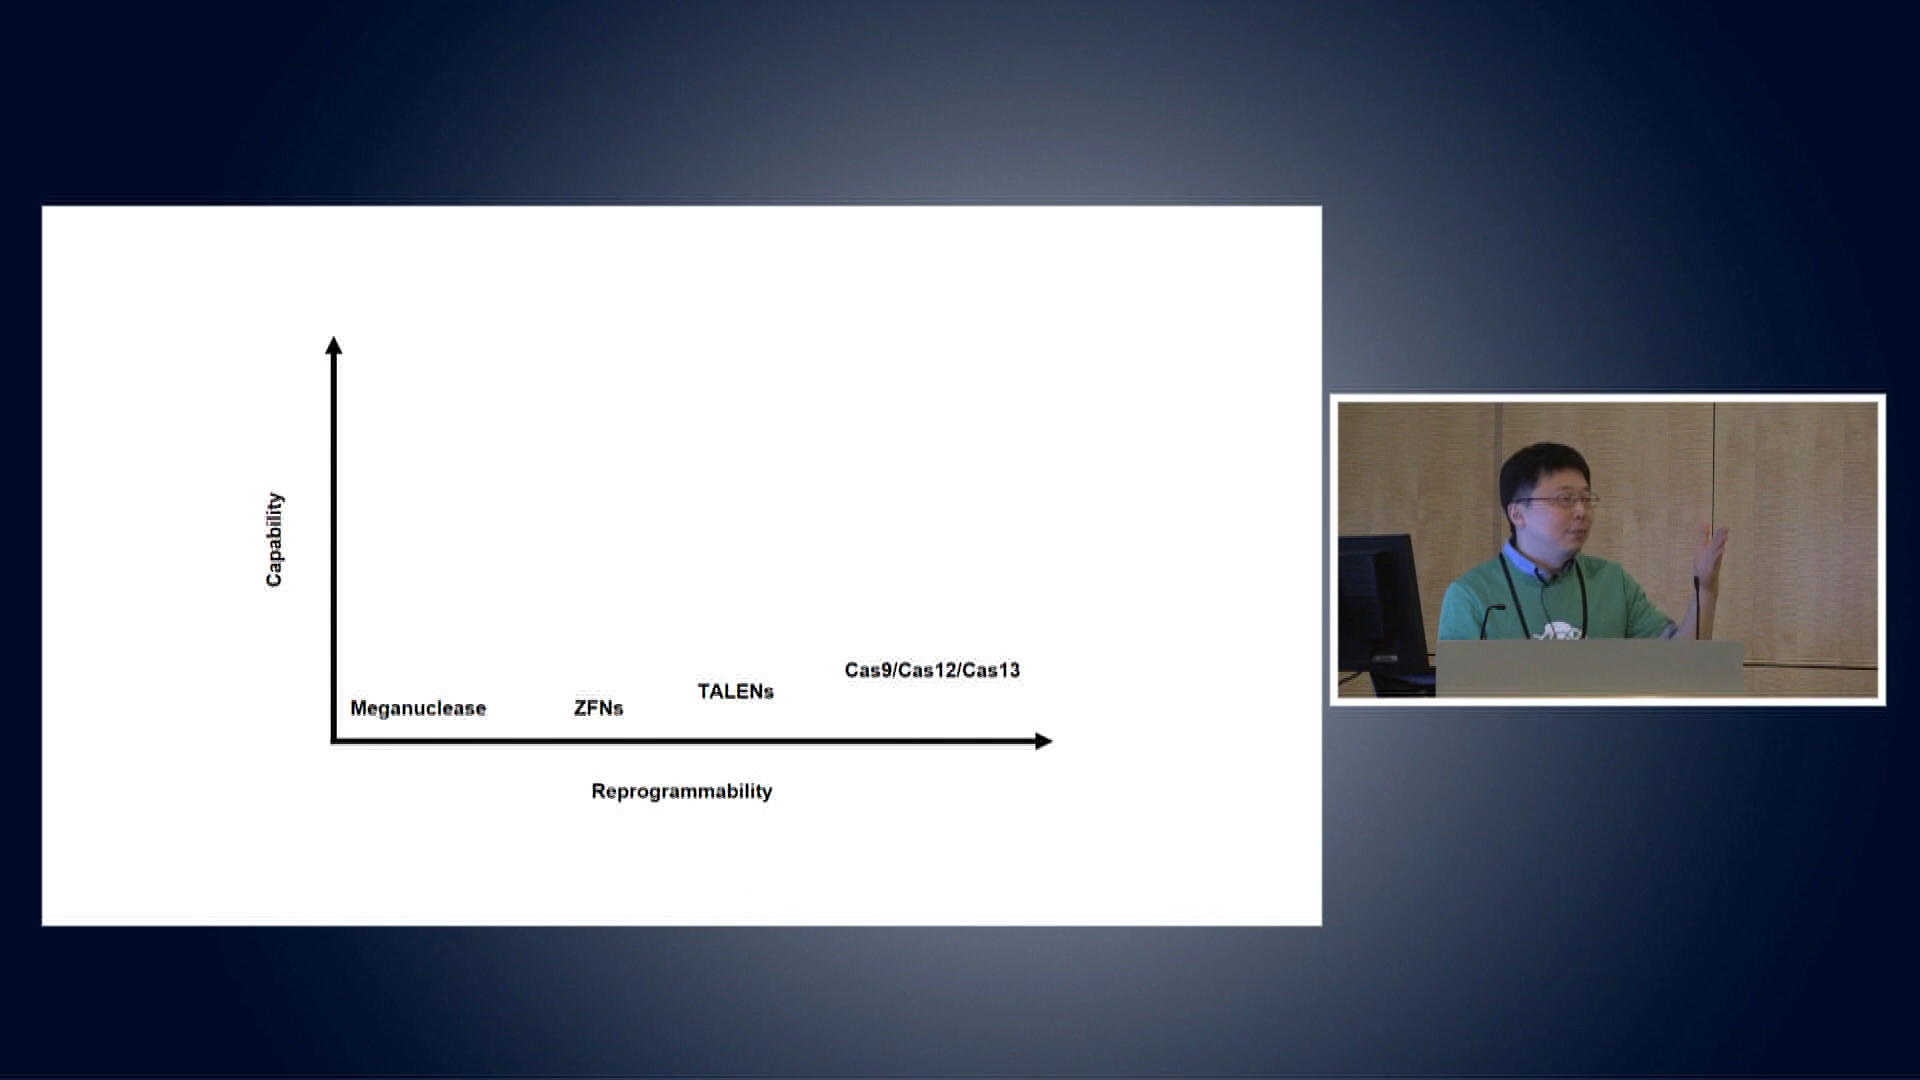 Capability
Cas9/Cas12/Cas13
TALENs
Meganuclease
ZFNs
Reprogrammability